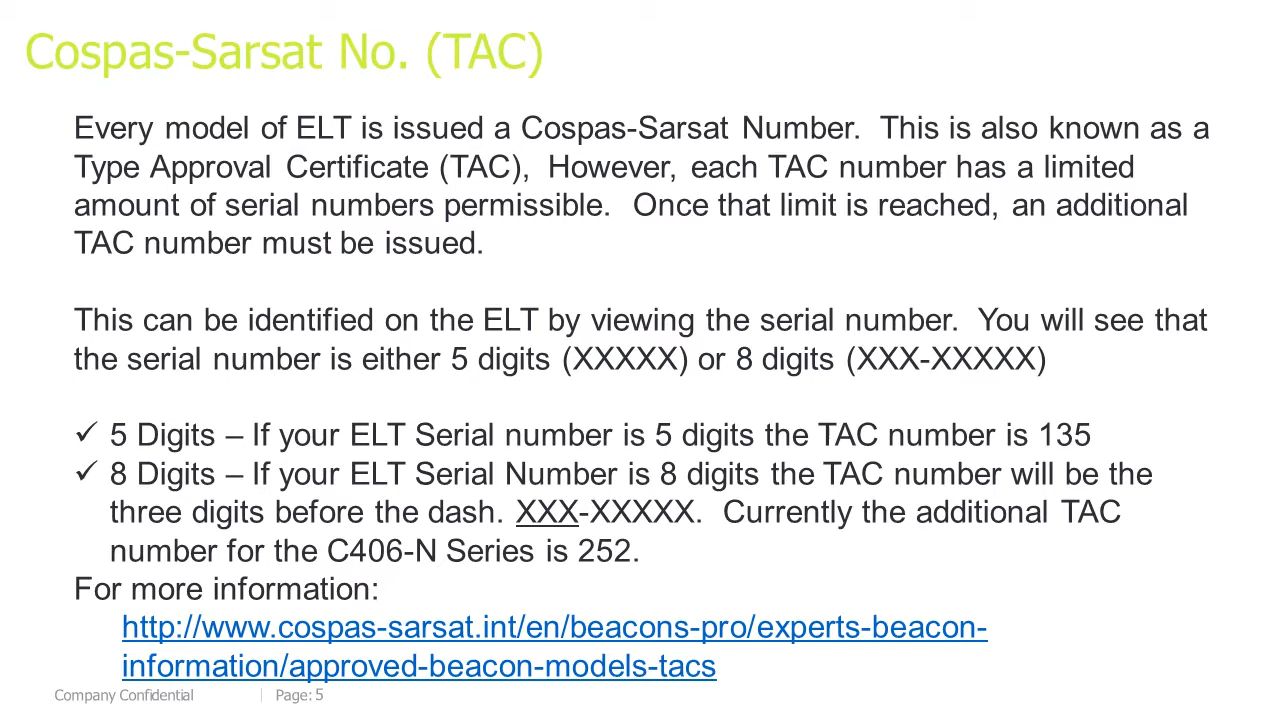 Cospas-Sarsat No. (TAC)
Every model of ELT is issued a Cospas-Sarsat Number.  This is also known as a
Type Approval Certificate (TAC),  However, each TAC number has a limited
amount of serial numbers permissible.  Once that limit is reached, an additional
TAC number must be issued.
This can be identified on the ELT by viewing the serial number.  You will see that
the serial number is either 5 digits (XXXXX) or 8 digits (XXX-XXXXX)
✓ 5 Digits – If your ELT Serial number is 5 digits the TAC number is 135
✓ 8 Digits – If your ELT Serial Number is 8 digits the TAC number will be the
three digits before the dash. XXX-XXXXX.  Currently the additional TAC
number for the C406-N Series is 252.
For more information:
http://www.cospas-sarsat.int/en/beacons-pro/experts-beacon-
information/approved-beacon-models-tacs
Company Confidential | Page: 5